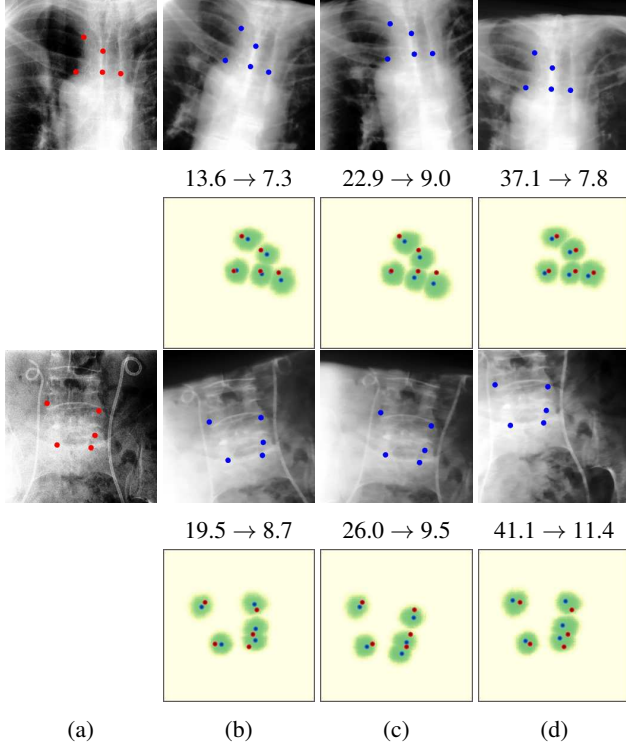 13.6 → 7.3 22.9 → 9.0 37.1 → 7.8
19.5 → 8.7 26.0 → 9.5 41.1 → 11.4
(a) (b) (c) (d)